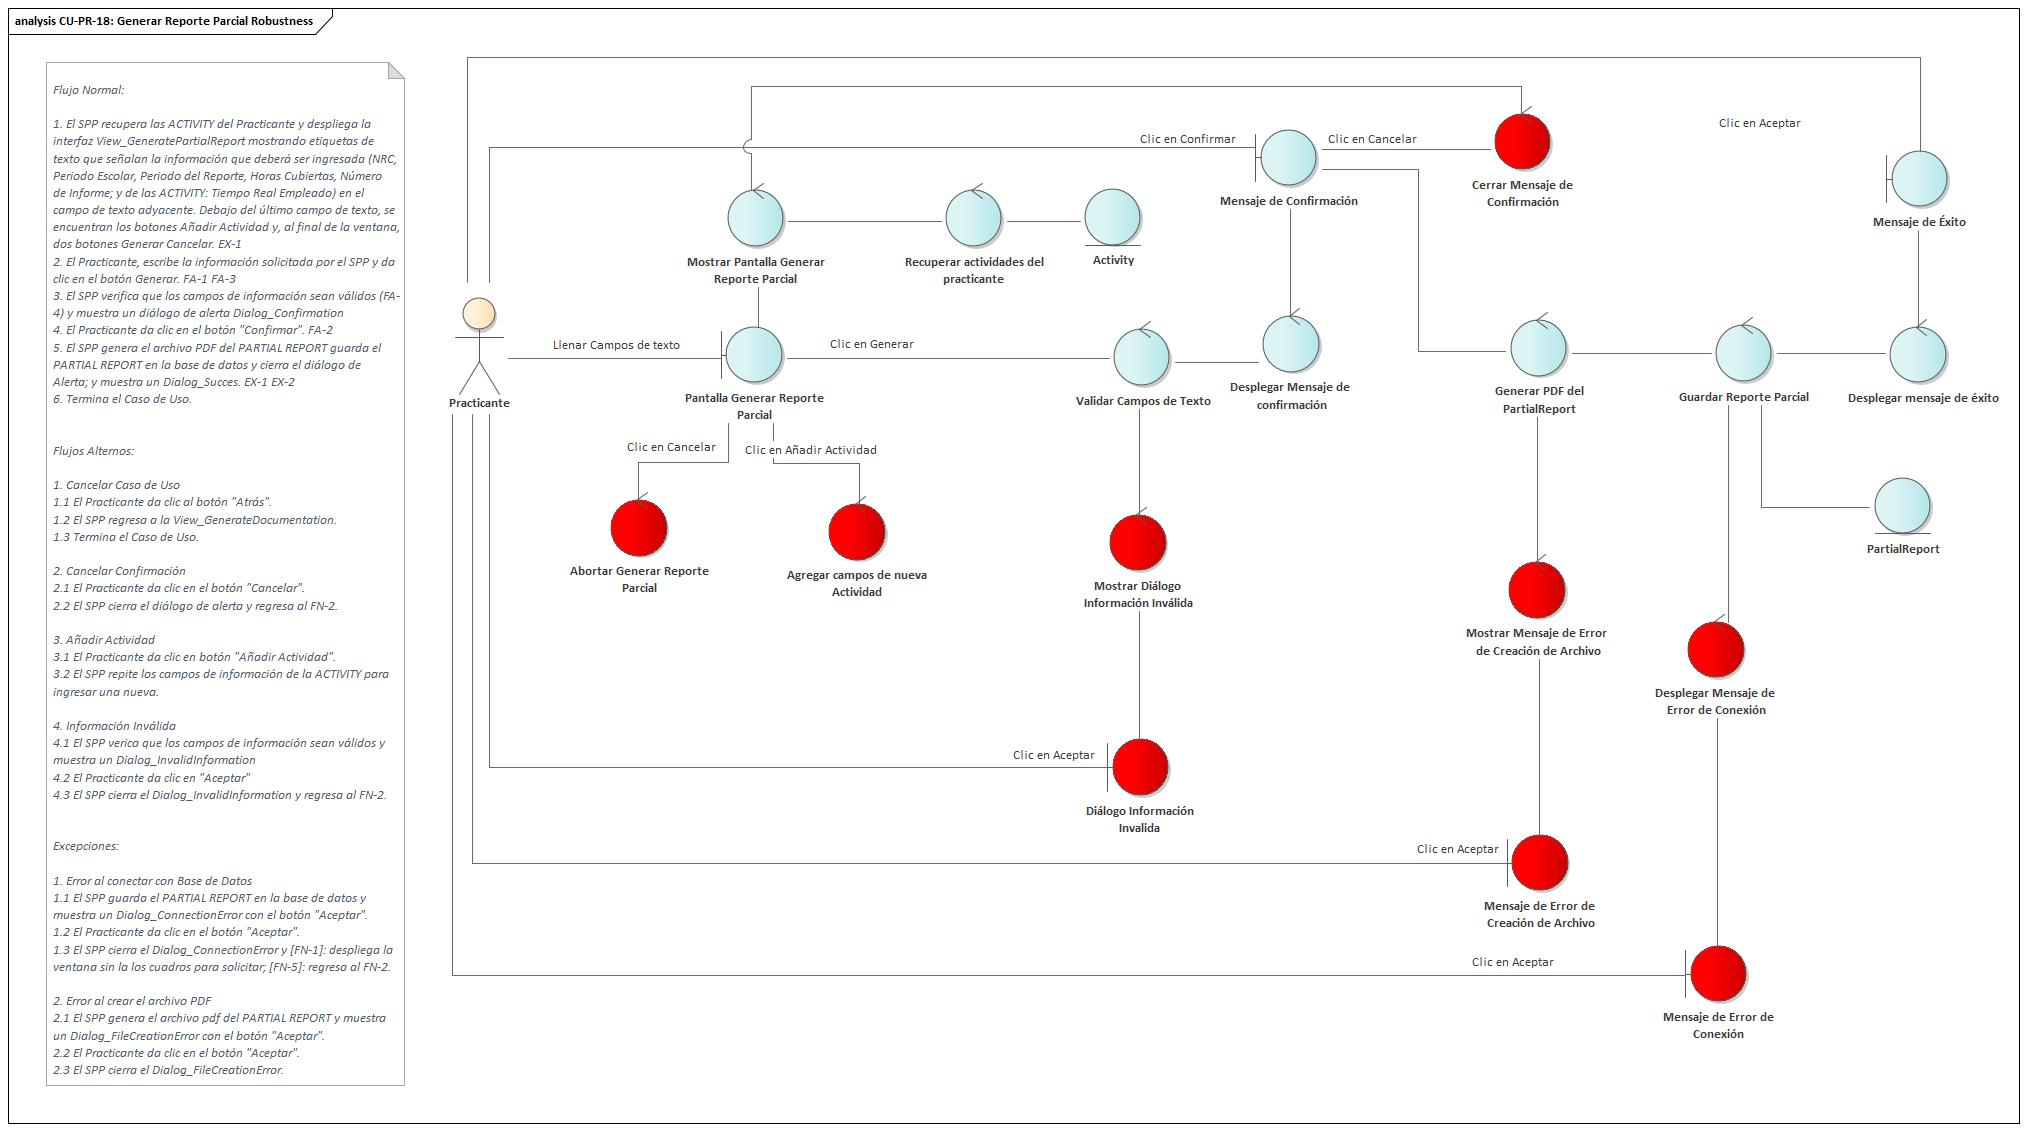 analysis CU-PR-18: Generar Reporte Parcial Robustness
Flujo Normal:
1. El SPP recupera las ACTIVITY del Practicante y despliega la
interfaz View_GeneratePartialReport mostrando etiquetas de
texto que señalan la información que deberá ser ingresada (NRC,
Periodo Escolar, Periodo del Reporte, Horas Cubiertas, Número
de Informe; y de las ACTIVITY: Tiempo Real Empleado) en el
campo de texto adyacente. Debajo del último campo de texto, se
encuentran los botones Añadir Actividad y, al final de la ventana,
dos botones Generar Cancelar. EX-1
2. El Practicante, escribe la información solicitada por el SPP y da
clic en el botón Generar. FA-1 FA-3
3. El SPP verifica que los campos de información sean válidos (FA-
4) y muestra un diálogo de alerta Dialog_Confirmation
4. El Practicante da clic en el botón "Confirmar". FA-2
5. El SPP genera el archivo PDF del PARTIAL REPORT guarda el
PARTIAL REPORT en la base de datos y cierra el diálogo de
Alerta; y muestra un Dialog_Succes. EX-1 EX-2
6. Termina el Caso de Uso.
Flujos Alternos:
1. Cancelar Caso de Uso
1.1 El Practicante da clic al botón "Atrás".
1.2 El SPP regresa a la View_GenerateDocumentation.
1.3 Termina el Caso de Uso.
2. Cancelar Confirmación
2.1 El Practicante da clic en el botón "Cancelar".
2.2 El SPP cierra el diálogo de alerta y regresa al FN-2.
3. Añadir Actividad
3.1 El Practicante da clic en botón "Añadir Actividad".
3.2 El SPP repite los campos de información de la ACTIVITY para
ingresar una nueva.
4. Información Inválida
4.1 El SPP verica que los campos de información sean válidos y
muestra un Dialog_InvalidInformation
4.2 El Practicante da clic en "Aceptar"
4.3 El SPP cierra el Dialog_InvalidInformation y regresa al FN-2.
Excepciones:
1. Error al conectar con Base de Datos
1.1 El SPP guarda el PARTIAL REPORT en la base de datos y
muestra un Dialog_ConnectionError con el botón "Aceptar".
1.2 El Practicante da clic en el botón "Aceptar".
1.3 El SPP cierra el Dialog_ConnectionError y [FN-1]: despliega la
ventana sin la los cuadros para solicitar; [FN-5]: regresa al FN-2.
2. Error al crear el archivo PDF
2.1 El SPP genera el archivo pdf del PARTIAL REPORT y muestra
un Dialog_FileCreationError con el botón "Aceptar".
2.2 El Practicante da clic en el botón "Aceptar".
2.3 El SPP cierra el Dialog_FileCreationError.
Clic en Aceptar
Clic en Confirmar
Clic en Cancelar
Cerrar Mensaje de
Confirmación
Mensaje de Confirmación
Mensaje de Éxito
Mostrar Pantalla Generar
Reporte Parcial
Recuperar actividades del
practicante
Activity
Practicante
Llenar Campos de texto
Clic en Generar
Pantalla Generar Reporte
Parcial
Validar Campos de Texto
Desplegar Mensaje de
confirmación
Generar PDF del
PartialReport
Guardar Reporte Parcial
Desplegar mensaje de éxito
Clic en Cancelar
Clic en Añadir Actividad
Abortar Generar Reporte
Parcial
Agregar campos de nueva
Actividad
Mostrar Diálogo
Información Inválida
PartialReport
Mostrar Mensaje de Error
de Creación de Archivo
Desplegar Mensaje de
Error de Conexión
Clic en Aceptar
Diálogo Información
Invalida
Clic en Aceptar
Mensaje de Error de
Creación de Archivo
Clic en Aceptar
Mensaje de Error de
Conexión